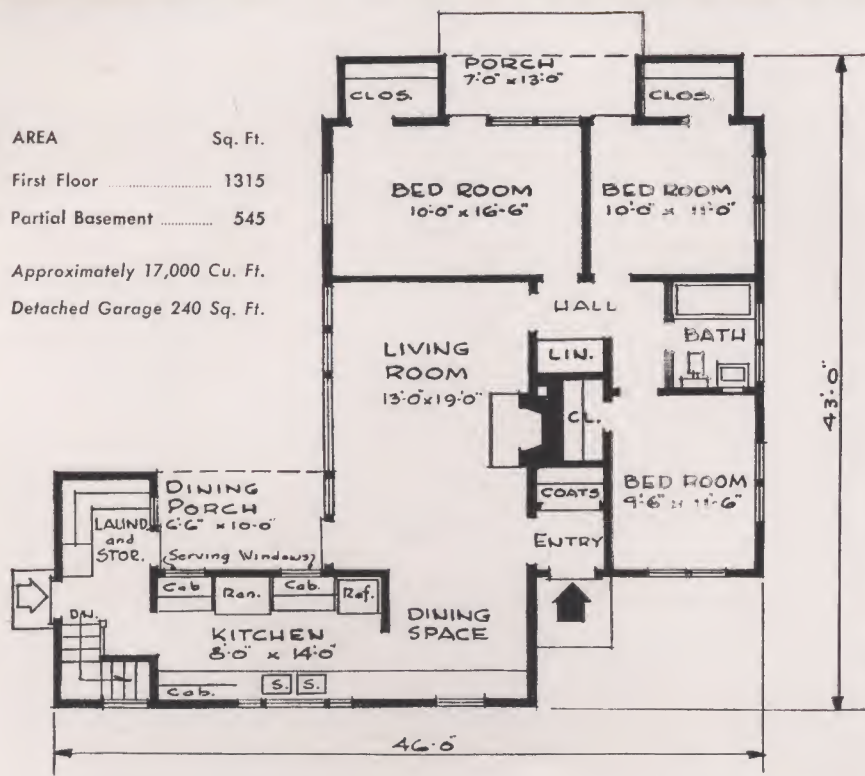 AREA Sq. Ft.
First Floor 1315
Partial Basement 545
Approximately 17,000 Cu. Ft.
Detached Garage 240 Sq. Ft.
PORCH
7'-0" x 13'-0"
CLOS.
CLOS.
BED ROOM
10'-0" x 16'-6"
BED ROOM
10'-0" x 11'-0"
HALL
BATH
LIN.
LIVING
ROOM
13'-0" x 19'-0"
CL.
43'-0"
BED ROOM
9'-6" x 11'-6"
COATS
ENTRY
DINING
PORCH
6'-6" x 10'-0"
LAUND.
and
STOR.
Serving Windows
Cab.
Ran.
Cab.
Ref.
DN.
KITCHEN
8'-0" x 14'-0"
DINING
SPACE
Cab.
S. S.
46'-0"